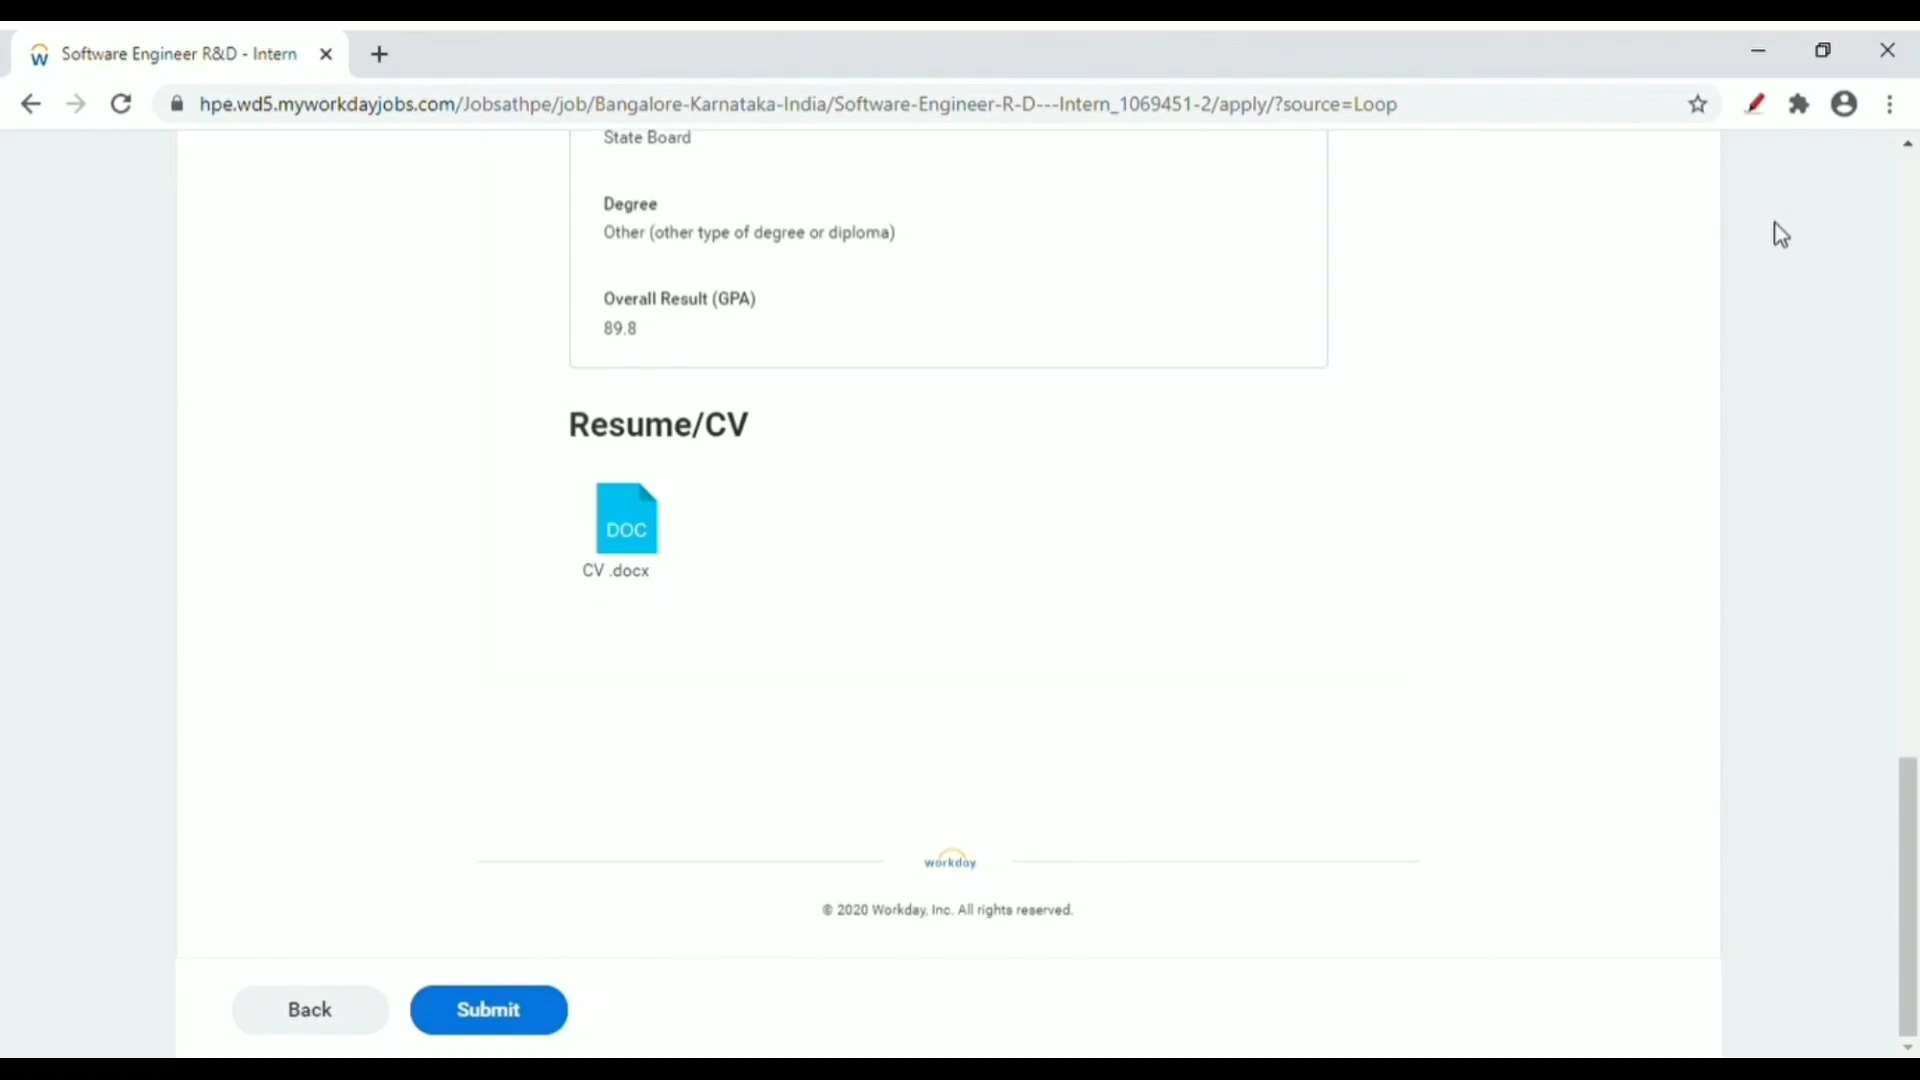 Software Engineer R&D - Intern
hpe.wd5.myworkdayjobs.com/Jobsathpe/job/Bangalore-Karnataka-India/Software-Engineer-R-D---Intern_1069451-2/apply/?source=Loop
State Board
Degree
Other (other type of degree or diploma)
Overall Result (GPA)
89.8
Resume/CV
DOC
CV .docx
workday.
© 2020 Workday, Inc. All rights reserved.
Back
Submit